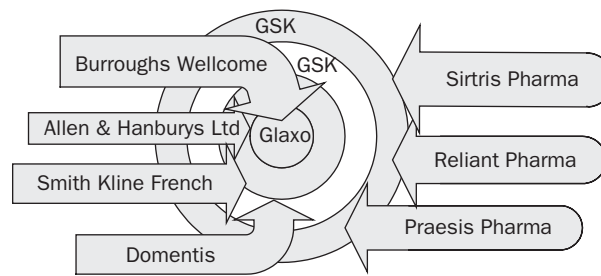 GSK
GSK
Burroughs Wellcome
Sirtris Pharma
Allen & Hanburys Ltd
Glaxo
Reliant Pharma
Smith Kline French
Praesis Pharma
Domentis